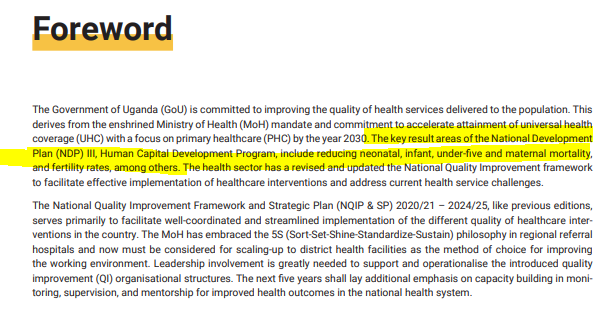 Foreword
The Government of Uganda (GoU) is committed to improving the quality of health services delivered to the population. This
derives from the enshrined Ministry of Health (MoH) mandate and commitment to accelerate attainment of universal health
coverage (UHC) with a focus on primary healthcare (PHC) by the year 2030. The key result areas of the National Development
Plan (NDP) III, Human Capital Development Program, include reducing neonatal, infant, under-five and maternal mortality,
and fertility rates, among others. The health sector has a revised and updated the National Quality Improvement framework
to facilitate effective implementation of healthcare interventions and address current health service challenges.
The National Quality Improvement Framework and Strategic Plan (NQIP & SP) 2020/21 – 2024/25, like previous editions,
serves primarily to facilitate well-coordinated and streamlined implementation of the different quality of healthcare inter-
ventions in the country. The MoH has embraced the 5S (Sort-Set-Shine-Standardize-Sustain) philosophy in regional referral
hospitals and now must be considered for scaling-up to district health facilities as the method of choice for improving
the working environment. Leadership involvement is greatly needed to support and operationalise the introduced quality
improvement (QI) organisational structures. The next five years shall lay additional emphasis on capacity building in moni-
toring, supervision, and mentorship for improved health outcomes in the national health system.